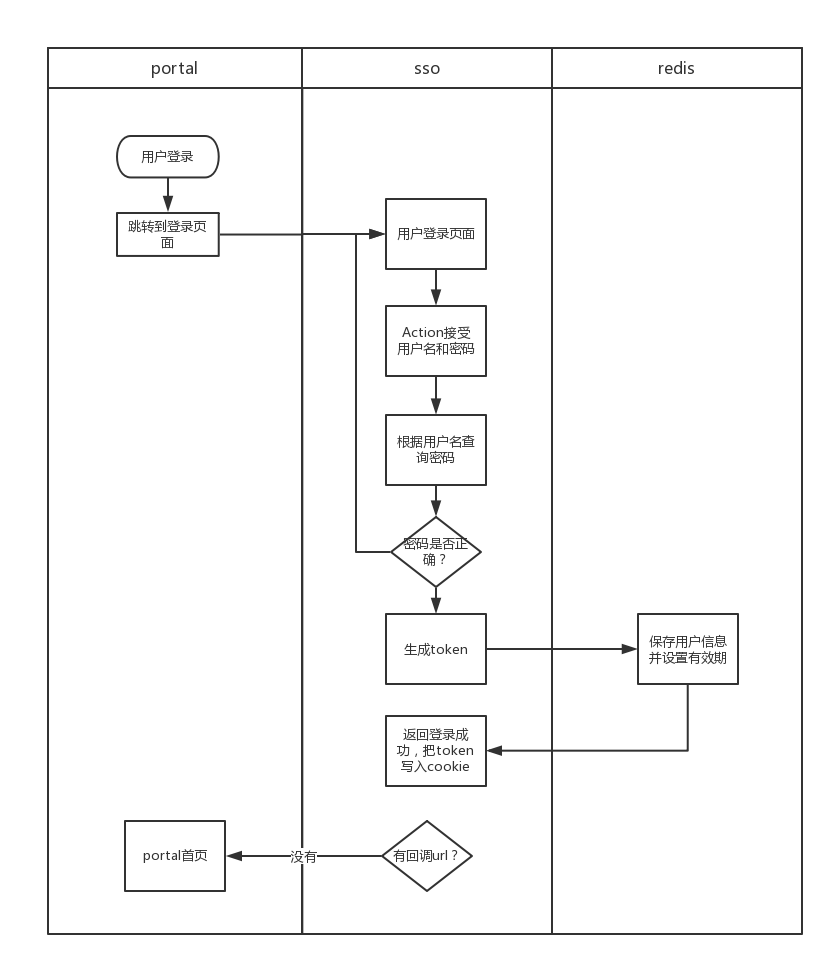 portal
sso
redis
用户登录
跳转到登录页
面
用户登录页面
Action接受
用户名和密码
根据用户名查
询密码
密码是否正
确？
生成token
保存用户信息
并设置有效期
返回登录成
功，把token
写入cookie
portal首页
没有
有回调url？